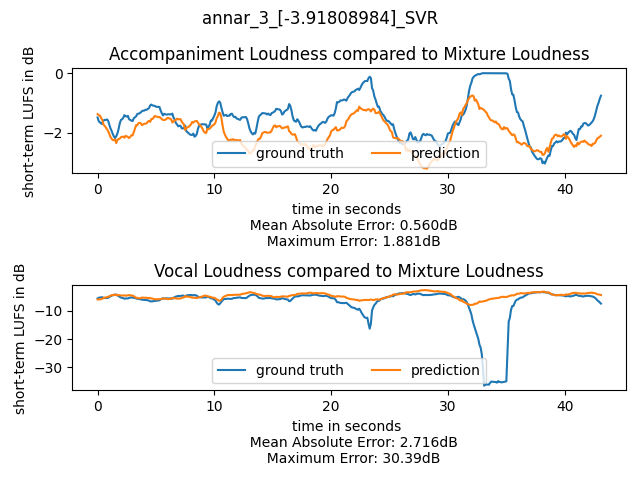 annar_3_[-3.91808984]_SVR
Accompaniment Loudness compared to Mixture Loudness
short-term LUFS in dB
0
−2
ground truth
prediction
0
10
20
30
40
time in seconds
Mean Absolute Error: 0.560dB
Maximum Error: 1.881dB
Vocal Loudness compared to Mixture Loudness
short-term LUFS in dB
−10
−20
−30
ground truth
prediction
0
10
20
30
40
time in seconds
Mean Absolute Error: 2.716dB
Maximum Error: 30.39dB